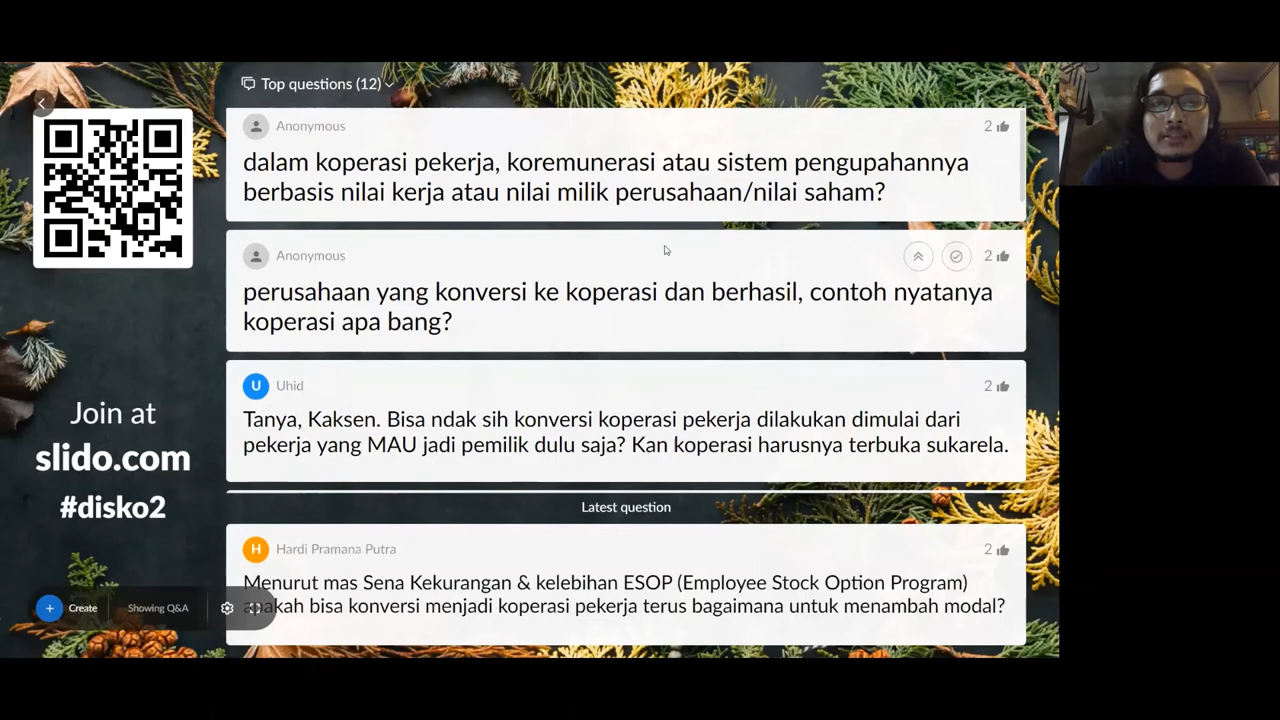 Top questions (12)
Anonymous
2
dalam koperasi pekerja, koremunerasi atau sistem pengupahannya
berbasis nilai kerja atau nilai milik perusahaan/nilai saham?
Anonymous
2
perusahaan yang konversi ke koperasi dan berhasil, contoh nyatanya
koperasi apa bang?
U Uhid
2
Tanya, Kaksen. Bisa ndak sih konversi koperasi pekerja dilakukan dimulai dari
pekerja yang MAU jadi pemilik dulu saja? Kan koperasi harusnya terbuka sukarela.
Latest question
H Hardi Pramana Putra
2
Menurut mas Sena Kekurangan & kelebihan ESOP (Employee Stock Option Program)
apakah bisa konversi menjadi koperasi pekerja terus bagaimana untuk menambah modal?
Join at
slido.com
#disko2
Create
Showing Q&A